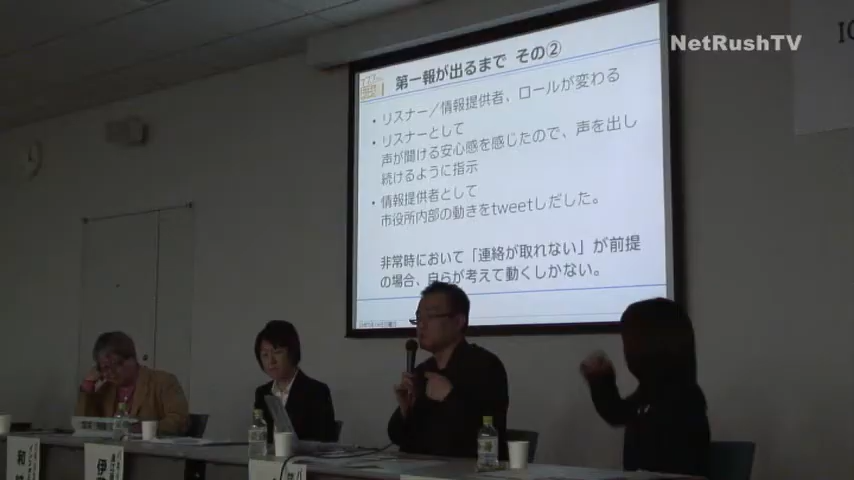 NetRushTV
第一報が出るまで その②
• リスナー／情報提供者、ロールが変わる
• リスナーとして
声が聞ける安心感を感じたので、声を出し
続けるように指示
• 情報提供者として
市役所内部の動きをtweetしだした。
非常時において「連絡が取れない」が前提
の場合、自らが考えて動くしかない。
和
伊